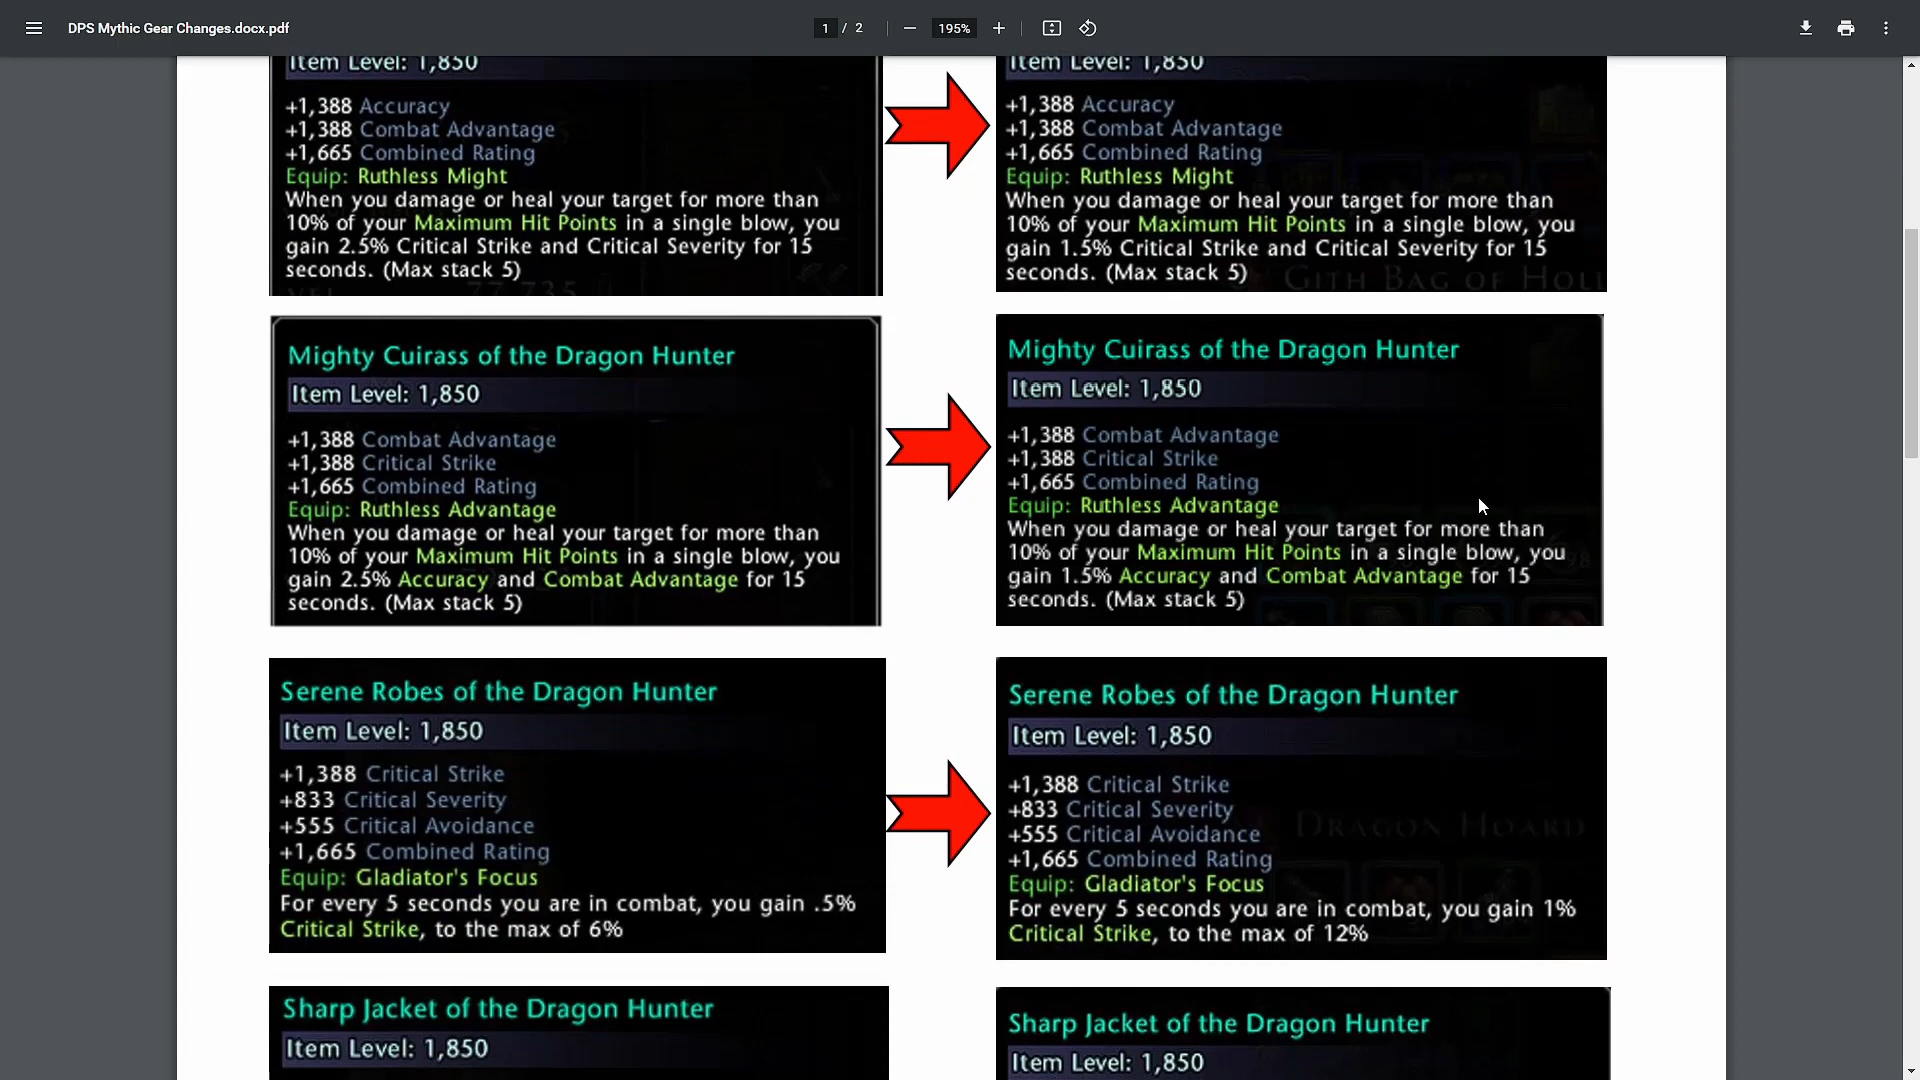 DPS Mythic Gear Changes.docx.pdf
1 / 2
195%
Item Level: 1,850
+1,388 Accuracy
+1,388 Combat Advantage
+1,665 Combined Rating
Equip: Ruthless Might
When you damage or heal your target for more than
10% of your Maximum Hit Points in a single blow, you
gain 2.5% Critical Strike and Critical Severity for 15
seconds. (Max stack 5)
77,735
Item Level: 1,850
+1,388 Accuracy
+1,388 Combat Advantage
+1,665 Combined Rating
Equip: Ruthless Might
When you damage or heal your target for more than
10% of your Maximum Hit Points in a single blow, you
gain 1.5% Critical Strike and Critical Severity for 15
seconds. (Max stack 5)
GITH BAG OF HOL
Mighty Cuirass of the Dragon Hunter
Item Level: 1,850
+1,388 Combat Advantage
+1,388 Critical Strike
+1,665 Combined Rating
Equip: Ruthless Advantage
When you damage or heal your target for more than
10% of your Maximum Hit Points in a single blow, you
gain 2.5% Accuracy and Combat Advantage for 15
seconds. (Max stack 5)
Mighty Cuirass of the Dragon Hunter
Item Level: 1,850
+1,388 Combat Advantage
+1,388 Critical Strike
+1,665 Combined Rating
Equip: Ruthless Advantage
When you damage or heal your target for more than
10% of your Maximum Hit Points in a single blow, you
gain 1.5% Accuracy and Combat Advantage for 15
seconds. (Max stack 5)
Serene Robes of the Dragon Hunter
Item Level: 1,850
+1,388 Critical Strike
+833 Critical Severity
+555 Critical Avoidance
+1,665 Combined Rating
Equip: Gladiator's Focus
For every 5 seconds you are in combat, you gain .5%
Critical Strike, to the max of 6%
Serene Robes of the Dragon Hunter
Item Level: 1,850
+1,388 Critical Strike
+833 Critical Severity
+555 Critical Avoidance
+1,665 Combined Rating
Equip: Gladiator's Focus
For every 5 seconds you are in combat, you gain 1%
Critical Strike, to the max of 12%
DRAGON HOARD
Sharp Jacket of the Dragon Hunter
Item Level: 1,850
Sharp Jacket of the Dragon Hunter
Item Level: 1,850